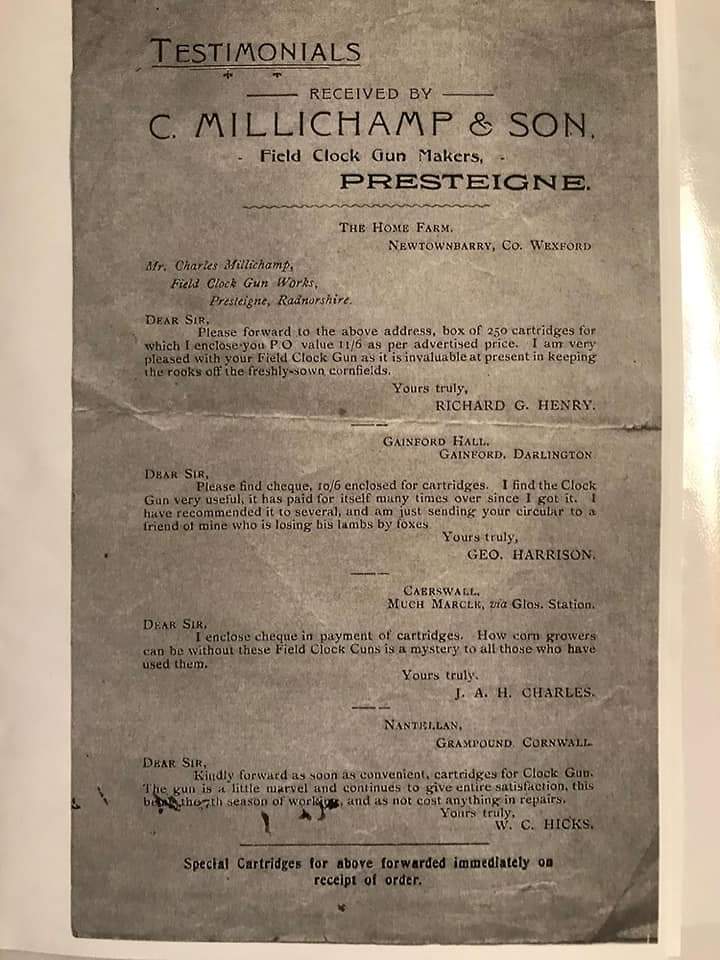 TESTIMONIALS
RECEIVED BY
C. MILLICHAMP & SON,
- Field Clock Gun Makers, -
PRESTEIGNE.
THE HOME FARM.
NEWTOWNBARRY, CO. WEXFORD
Mr. Charles Millichamp,
Field Clock Gun Works,
Presteigne, Radnorshire.
DEAR SIR,
Please forward to the above address, box of 250 cartridges for
which I enclose you P O value 11/6 as per advertised price. I am very
pleased with your Field Clock Gun as it is invaluable at present in keeping
the rooks off the freshly-sown cornfields.
Yours truly,
RICHARD G. HENRY.
GAINFORD HALL.
GAINFORD, DARLINGTON
DEAR SIR,
Please find cheque, 10/6 enclosed for cartridges. I find the Clock
Gun very useful, it has paid for itself many times over since I got it. I
have recommended it to several, and am just sending your circular to a
friend of mine who is losing his lambs by foxes
Yours truly,
GEO. HARRISON.
CAERSWALL,
MUCH MARCLE, via Glos. Station.
DEAR SIR,
I enclose cheque in payment of cartridges. How corn growers
can be without these Field Clock Guns is a mystery to all those who have
used them.
Yours truly.
J. A. H. CHARLES.
NANTELLAN,
GRAMPOUND CORNWALL.
DEAR SIR,
Kindly forward as soon as convenient, cartridges for Clock Gun.
The gun is a little marvel and continues to give entire satisfaction, this
the 7th season of working, and as not cost anything in repairs.
Yours truly,
W. C. HICKS,
Special Cartridges for above forwarded immediately on
receipt of order.